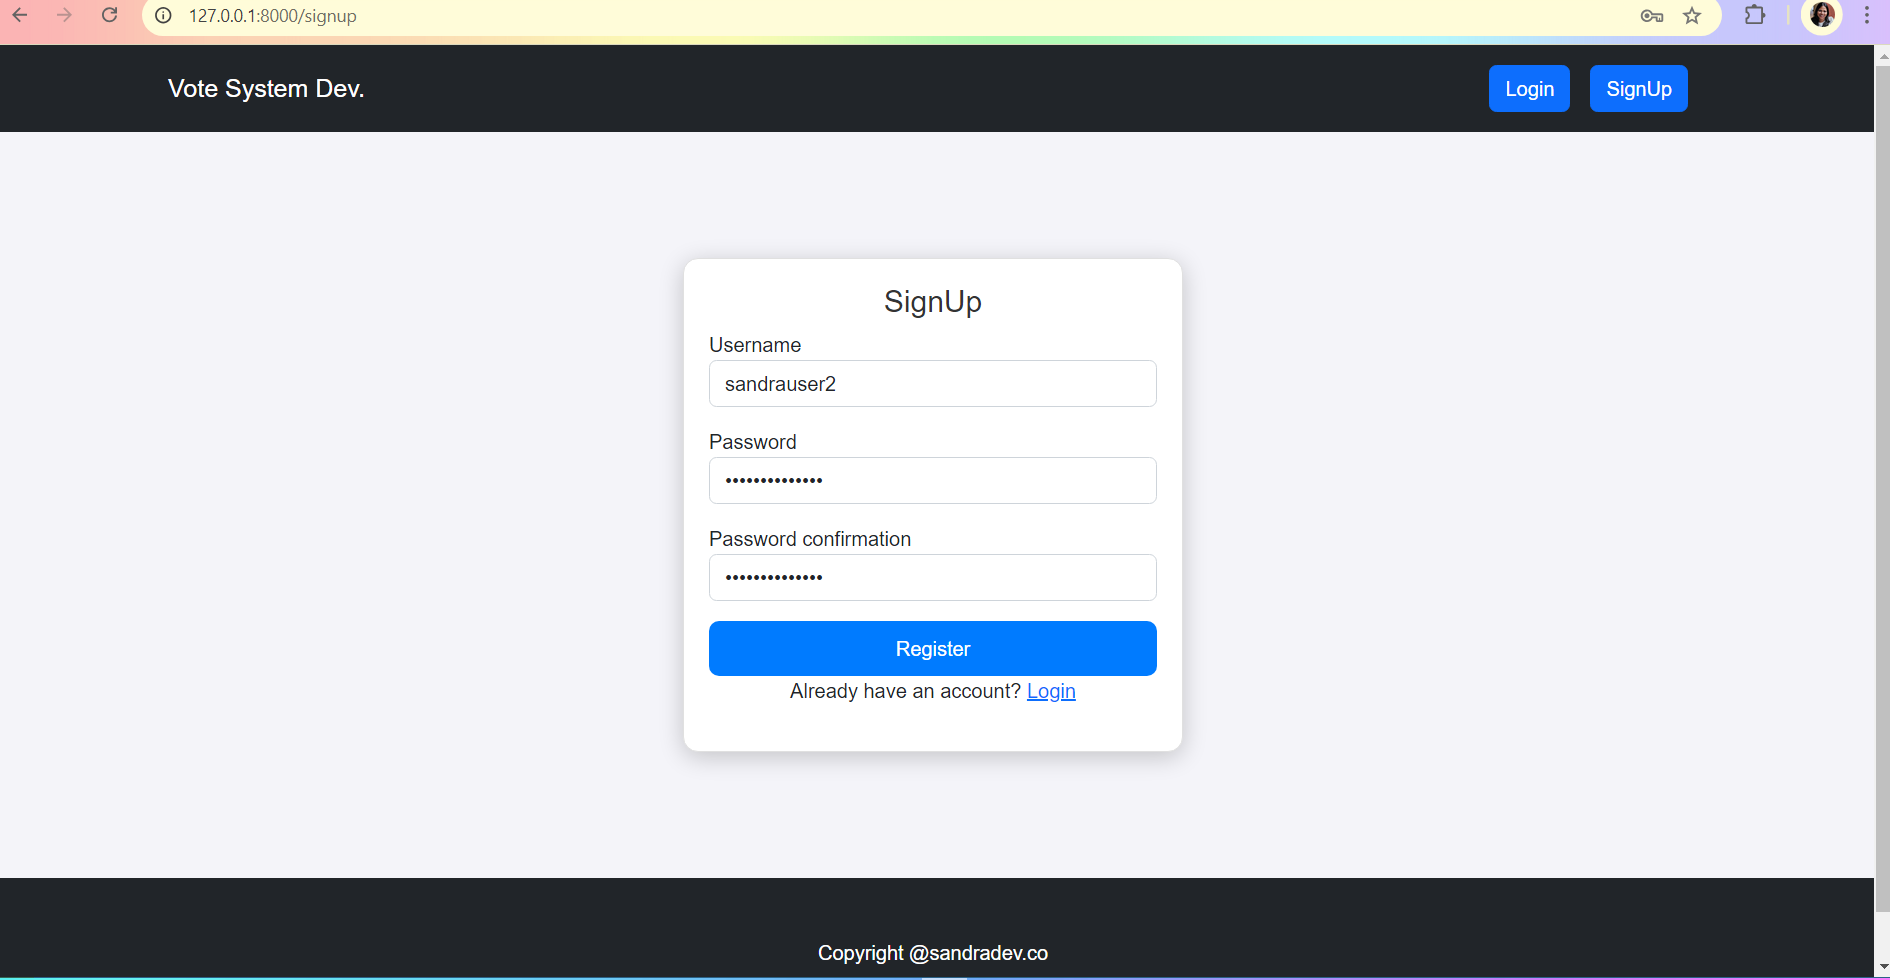 127.0.0.1:8000/signup
Vote System Dev.
Login
SignUp
SignUp
Username
sandrauser2
Password
••••••••••••••
Password confirmation
••••••••••••••
Register
Already have an account? Login
Copyright @sandradev.co